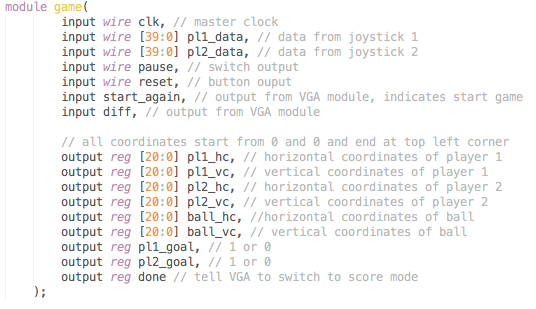 module game(
input wire clk, // master clock
input wire [39:0] pl1_data, // data from joystick 1
input wire [39:0] pl2_data, // data from joystick 2
input wire pause, // switch output
input wire reset, // button ouput
input start_again, // output from VGA module, indicates start game
input diff, // output from VGA module
// all coordinates start from 0 and 0 and end at top left corner
output reg [20:0] pl1_hc, // horizontal coordinates of player 1
output reg [20:0] pl1_vc, // vertical coordinates of player 1
output reg [20:0] pl2_hc, // horizontal coordinates of player 2
output reg [20:0] pl2_vc, // vertical coordinates of player 2
output reg [20:0] ball_hc, //horizontal coordinates of ball
output reg [20:0] ball_vc, // vertical coordinates of ball
output reg pl1_goal, // 1 or 0
output reg pl2_goal, // 1 or 0
output reg done // tell VGA to switch to score mode
);